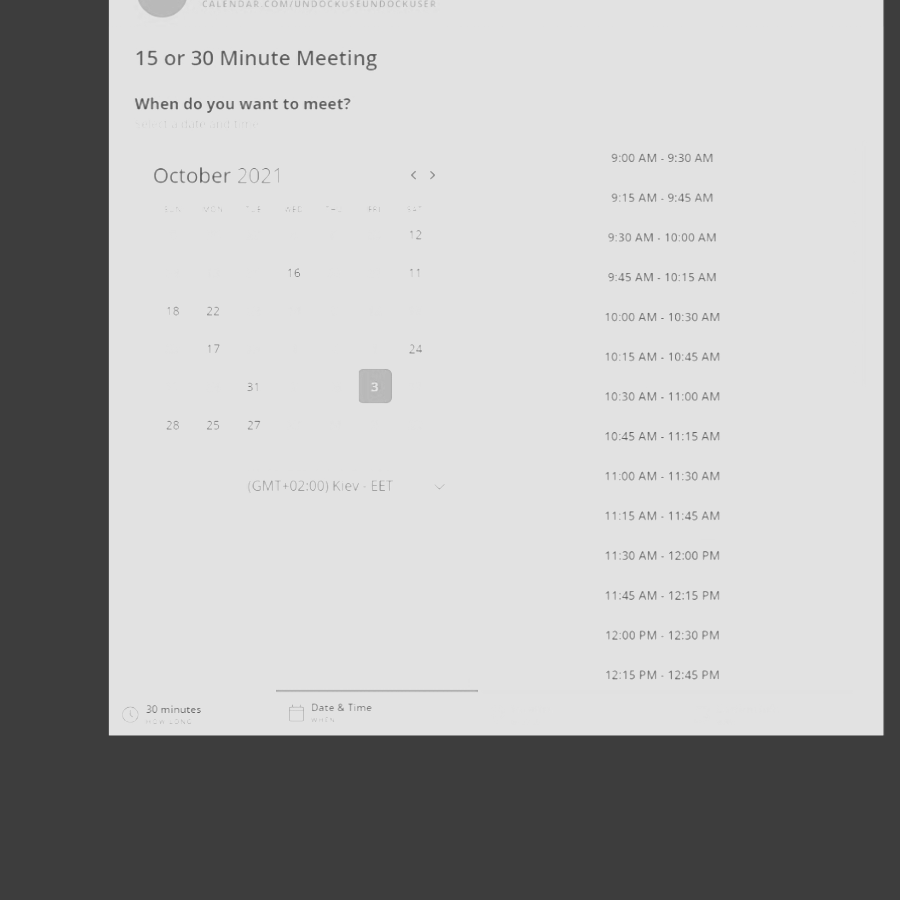 CALENDAR.COM/UNDOCKUSEUNDOCKUSER
15 or 30 Minute Meeting
When do you want to meet?
Select a date and time
October 2021
SUN MON TUE WED THU FRI SAT
12
16 11
18 22
17 24
31 3
28 25 27
(GMT+02:00) Kiev - EET
9:00 AM - 9:30 AM
9:15 AM - 9:45 AM
9:30 AM - 10:00 AM
9:45 AM - 10:15 AM
10:00 AM - 10:30 AM
10:15 AM - 10:45 AM
10:30 AM - 11:00 AM
10:45 AM - 11:15 AM
11:00 AM - 11:30 AM
11:15 AM - 11:45 AM
11:30 AM - 12:00 PM
11:45 AM - 12:15 PM
12:00 PM - 12:30 PM
12:15 PM - 12:45 PM
30 minutes
HOW LONG
Date & Time
WHEN